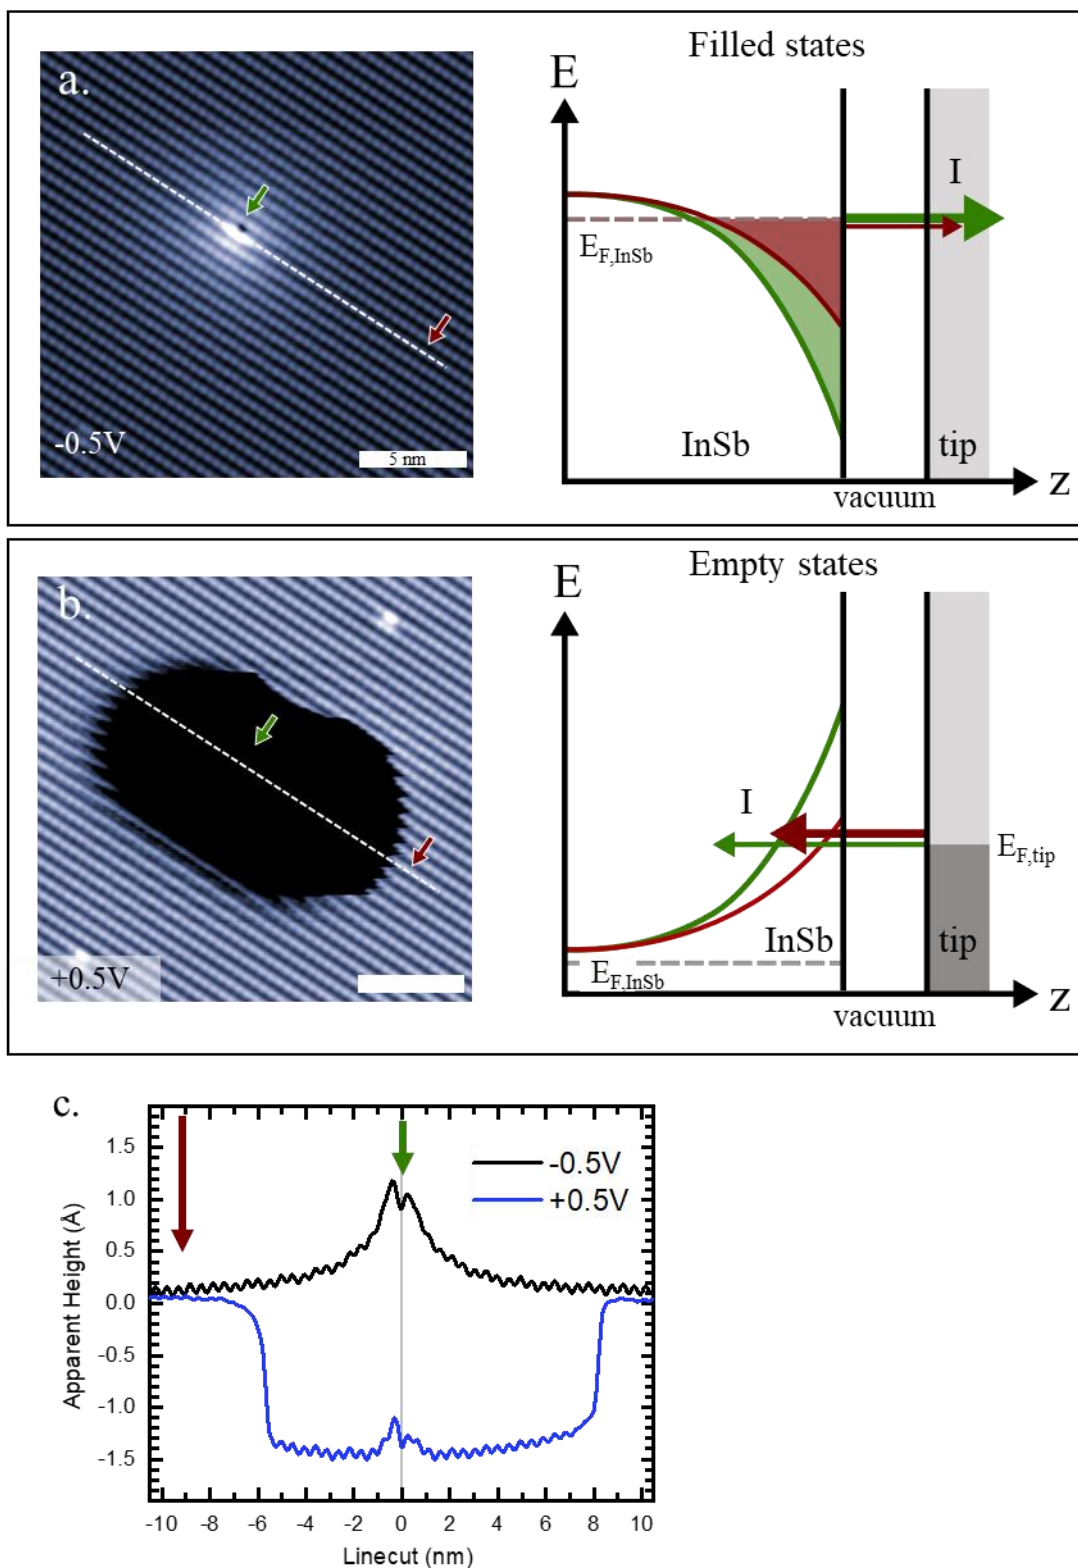 a.
-0.5V
5 nm
Filled states
E
I
E_F,InSb
InSb
tip
z
vacuum
b.
+0.5V
Empty states
E
I
E_F,tip
InSb
tip
E_F,InSb
z
vacuum
c.
-0.5V
+0.5V
1.5
1.0
0.5
0.0
-0.5
-1.0
-1.5
Apparent Height (Å)
-10 -8 -6 -4 -2 0 2 4 6 8 10
Linecut (nm)